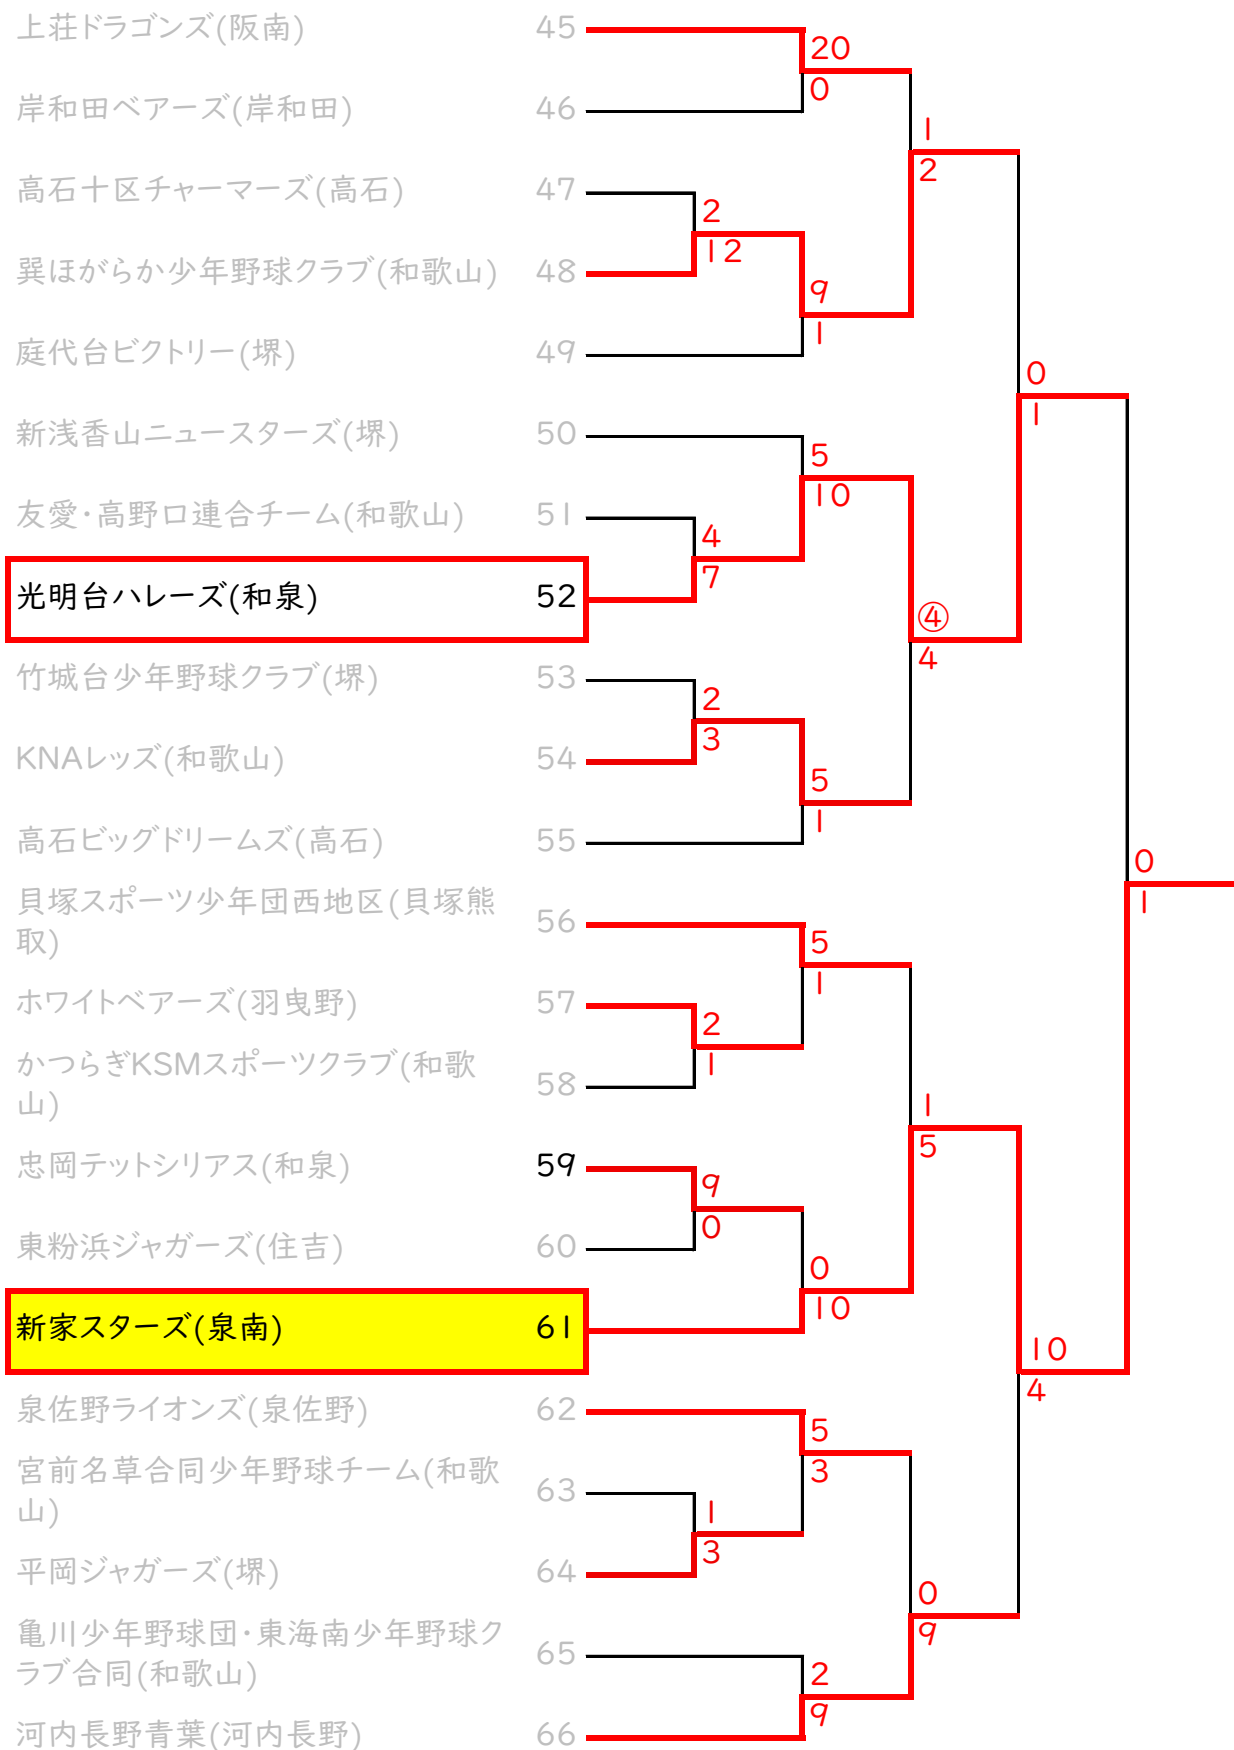 上荘ドラゴンズ(阪南) 45
20
0
岸和田ベアーズ(岸和田) 46
1
2
高石十区チャーマーズ(高石) 47
2
12
巽ほがらか少年野球クラブ(和歌山) 48
9
1
庭代台ビクトリー(堺) 49
0
1
新浅香山ニュースターズ(堺) 50
5
10
友愛・高野口連合チーム(和歌山) 51
4
7
光明台ハレーズ(和泉) 52
④
4
竹城台少年野球クラブ(堺) 53
2
3
KNAレッズ(和歌山) 54
5
1
高石ビッグドリームズ(高石) 55
0
1
貝塚スポーツ少年団西地区(貝塚熊
取) 56
5
1
ホワイトベアーズ(羽曳野) 57
2
1
かつらぎKSMスポーツクラブ(和歌
山) 58
1
5
忠岡テットシリアス(和泉) 59
9
0
東粉浜ジャガーズ(住吉) 60
0
10
新家スターズ(泉南) 61
10
4
泉佐野ライオンズ(泉佐野) 62
5
3
宮前名草合同少年野球チーム(和歌
山) 63
1
3
平岡ジャガーズ(堺) 64
0
9
亀川少年野球団・東海南少年野球ク
ラブ合同(和歌山) 65
2
9
河内長野青葉(河内長野) 66